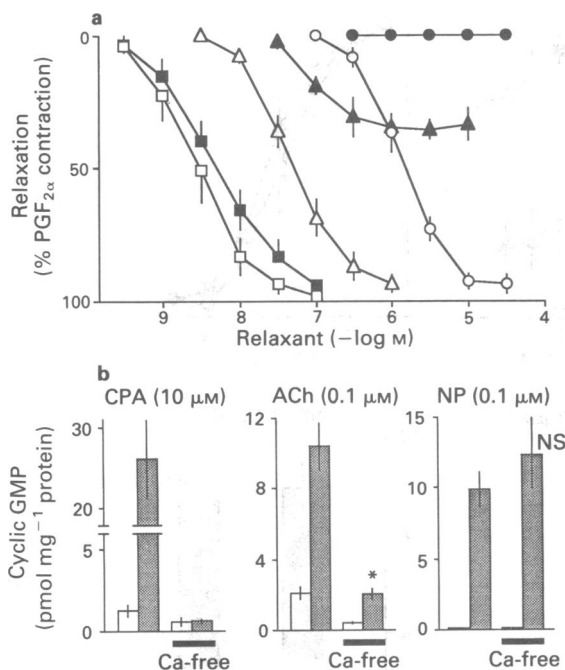 a
Relaxation
(% PGF2α contraction)
0
50
100
9 8 7 6 5 4
Relaxant (−log M)
b
CPA (10 μM) ACh (0.1 μM) NP (0.1 μM)
Cyclic GMP
(pmol mg−1 protein)
30
20
5
0
12
8
4
0
*
15
10
5
0
NS
Ca-free Ca-free Ca-free